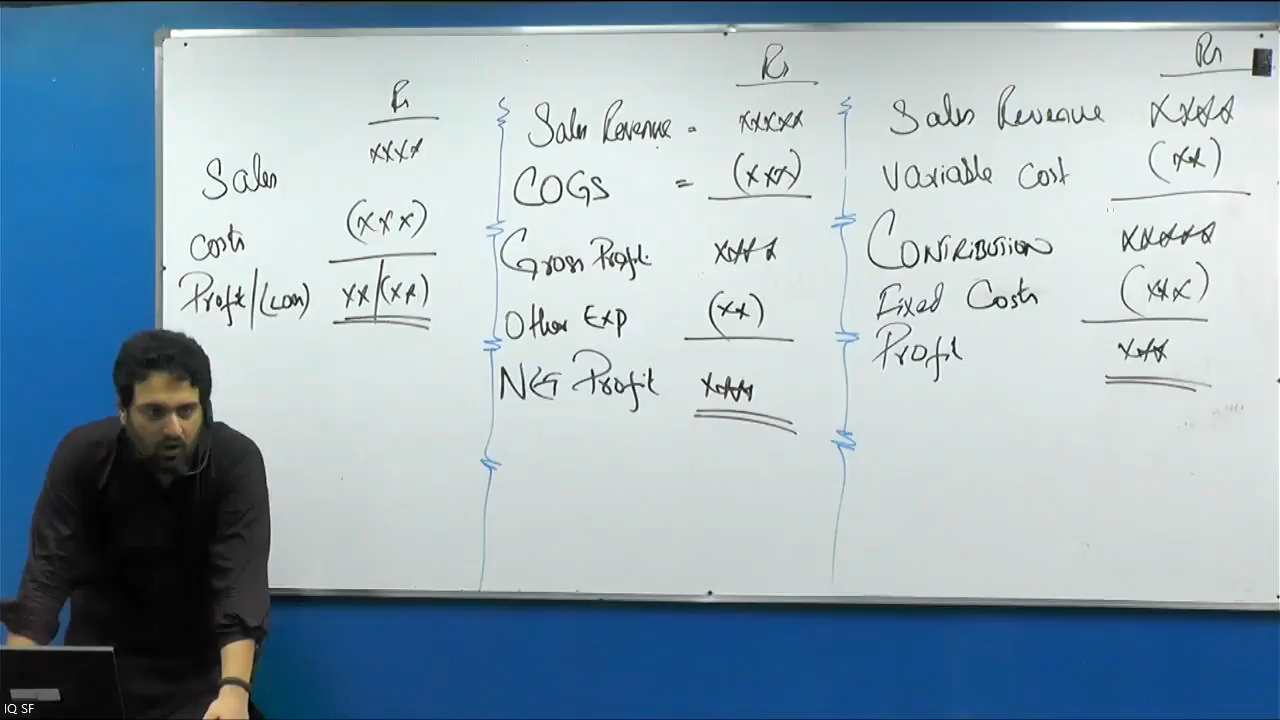 Rs
xxxx
Sales
Costs (xxx)
Profit/(Loss) xx/(xx)
Rs
Sales Revenue = xxxxx
COGS = (xxx)
Gross Profit xxxx
Other Exp (xx)
Net Profit xxxx
Rs
Sales Revenue xxxx
Variable Cost (xx)
Contribution xxxxx
Fixed Costs (xxx)
Profit xxx
IQ SF